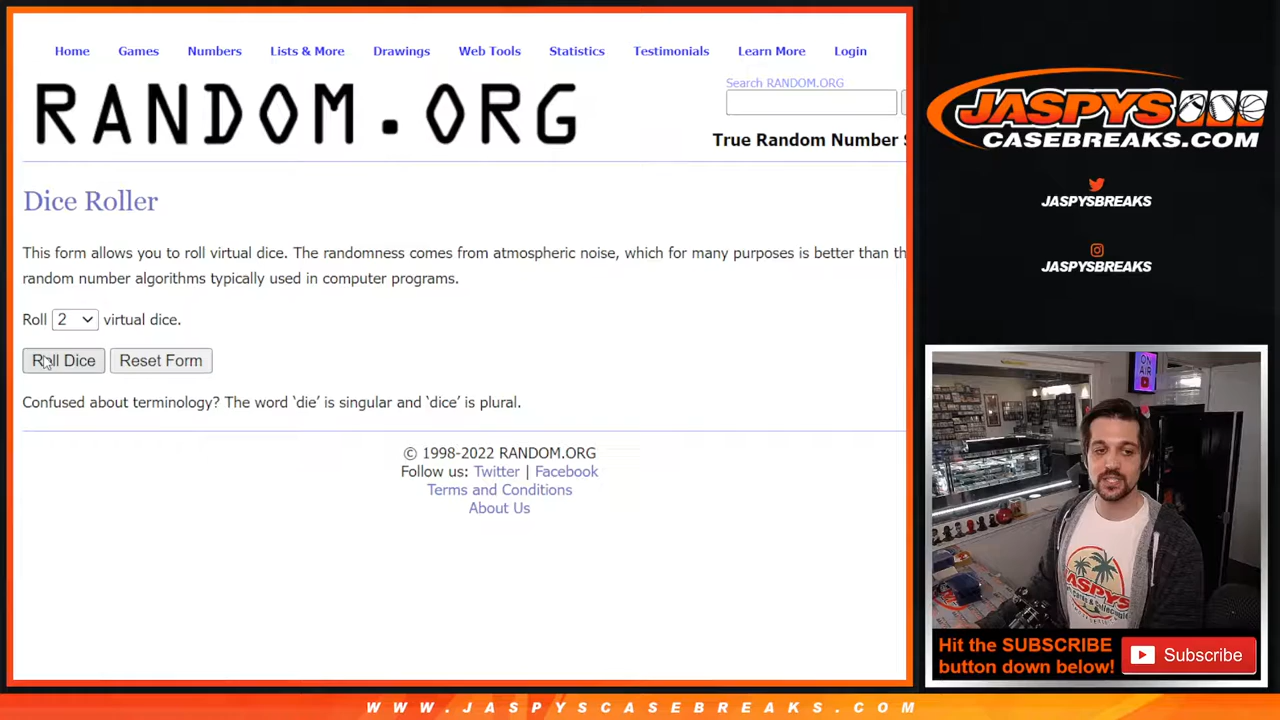 Home Games Numbers Lists & More Drawings Web Tools Statistics Testimonials Learn More Login
RANDOM.ORG
Search RANDOM.ORG
True Random Number
Dice Roller
This form allows you to roll virtual dice. The randomness comes from atmospheric noise, which for many purposes is better than th
random number algorithms typically used in computer programs.
Roll 2 virtual dice.
Roll Dice Reset Form
Confused about terminology? The word ‘die’ is singular and ‘dice’ is plural.
© 1998-2022 RANDOM.ORG
Follow us: Twitter | Facebook
Terms and Conditions
About Us
JASPYS
CASEBREAKS.COM
JASPYSBREAKS
JASPYSBREAKS
ON
AIR
JASPYS
Hit the SUBSCRIBE
button down below!
Subscribe
WWW.JASPYSCASEBREAKS.COM